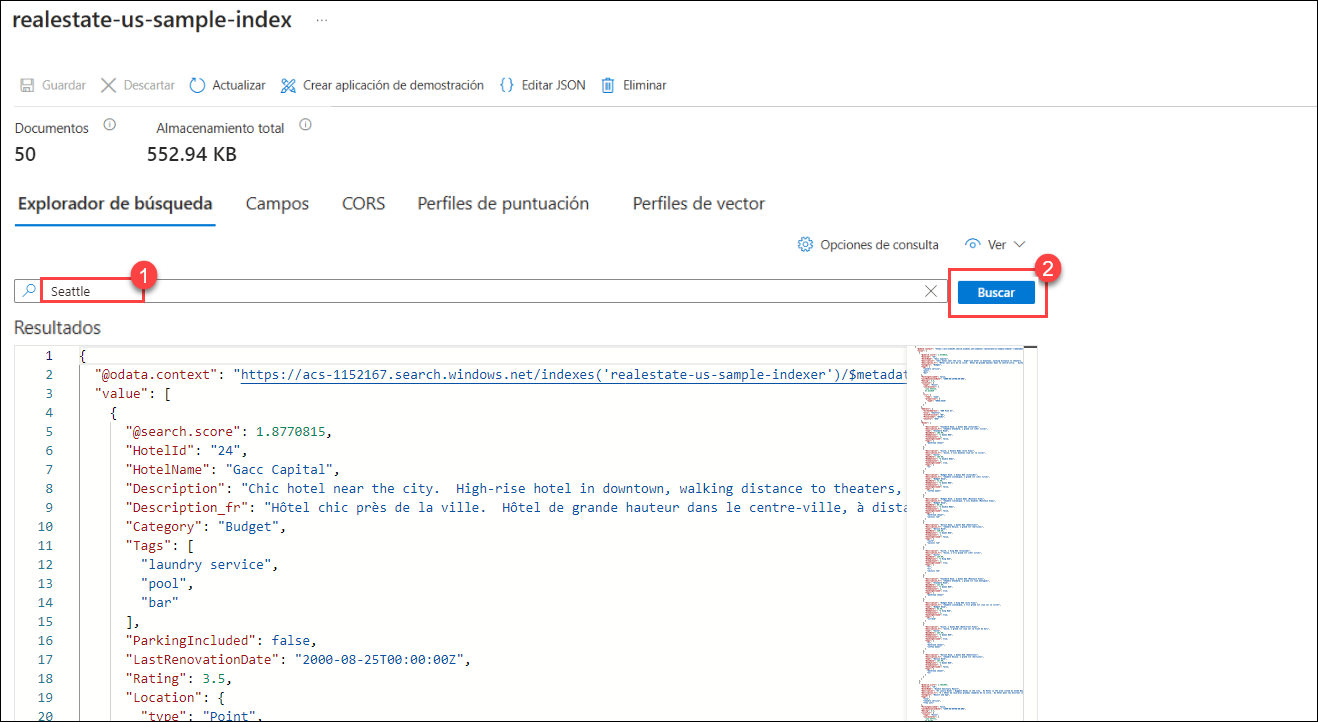 realestate-us-sample-index ...
Guardar Descartar Actualizar Crear aplicación de demostración {} Editar JSON Eliminar
Documentos Almacenamiento total
50 552.94 KB
Explorador de búsqueda Campos CORS Perfiles de puntuación Perfiles de vector
Opciones de consulta Ver
1 2
Seattle Buscar
Resultados
1 {
2 "@odata.context": "https://acs-1152167.search.windows.net/indexes('realestate-us-sample-indexer')/$metadat
3 "value": [
4 {
5 "@search.score": 1.8770815,
6 "HotelId": "24",
7 "HotelName": "Gacc Capital",
8 "Description": "Chic hotel near the city.  High-rise hotel in downtown, walking distance to theaters,
9 "Description_fr": "Hôtel chic près de la ville.  Hôtel de grande hauteur dans le centre-ville, à dista
10 "Category": "Budget",
11 "Tags": [
12 "laundry service",
13 "pool",
14 "bar"
15 ],
16 "ParkingIncluded": false,
17 "LastRenovationDate": "2000-08-25T00:00:00Z",
18 "Rating": 3.5,
19 "Location": {
20 "type": "Point",